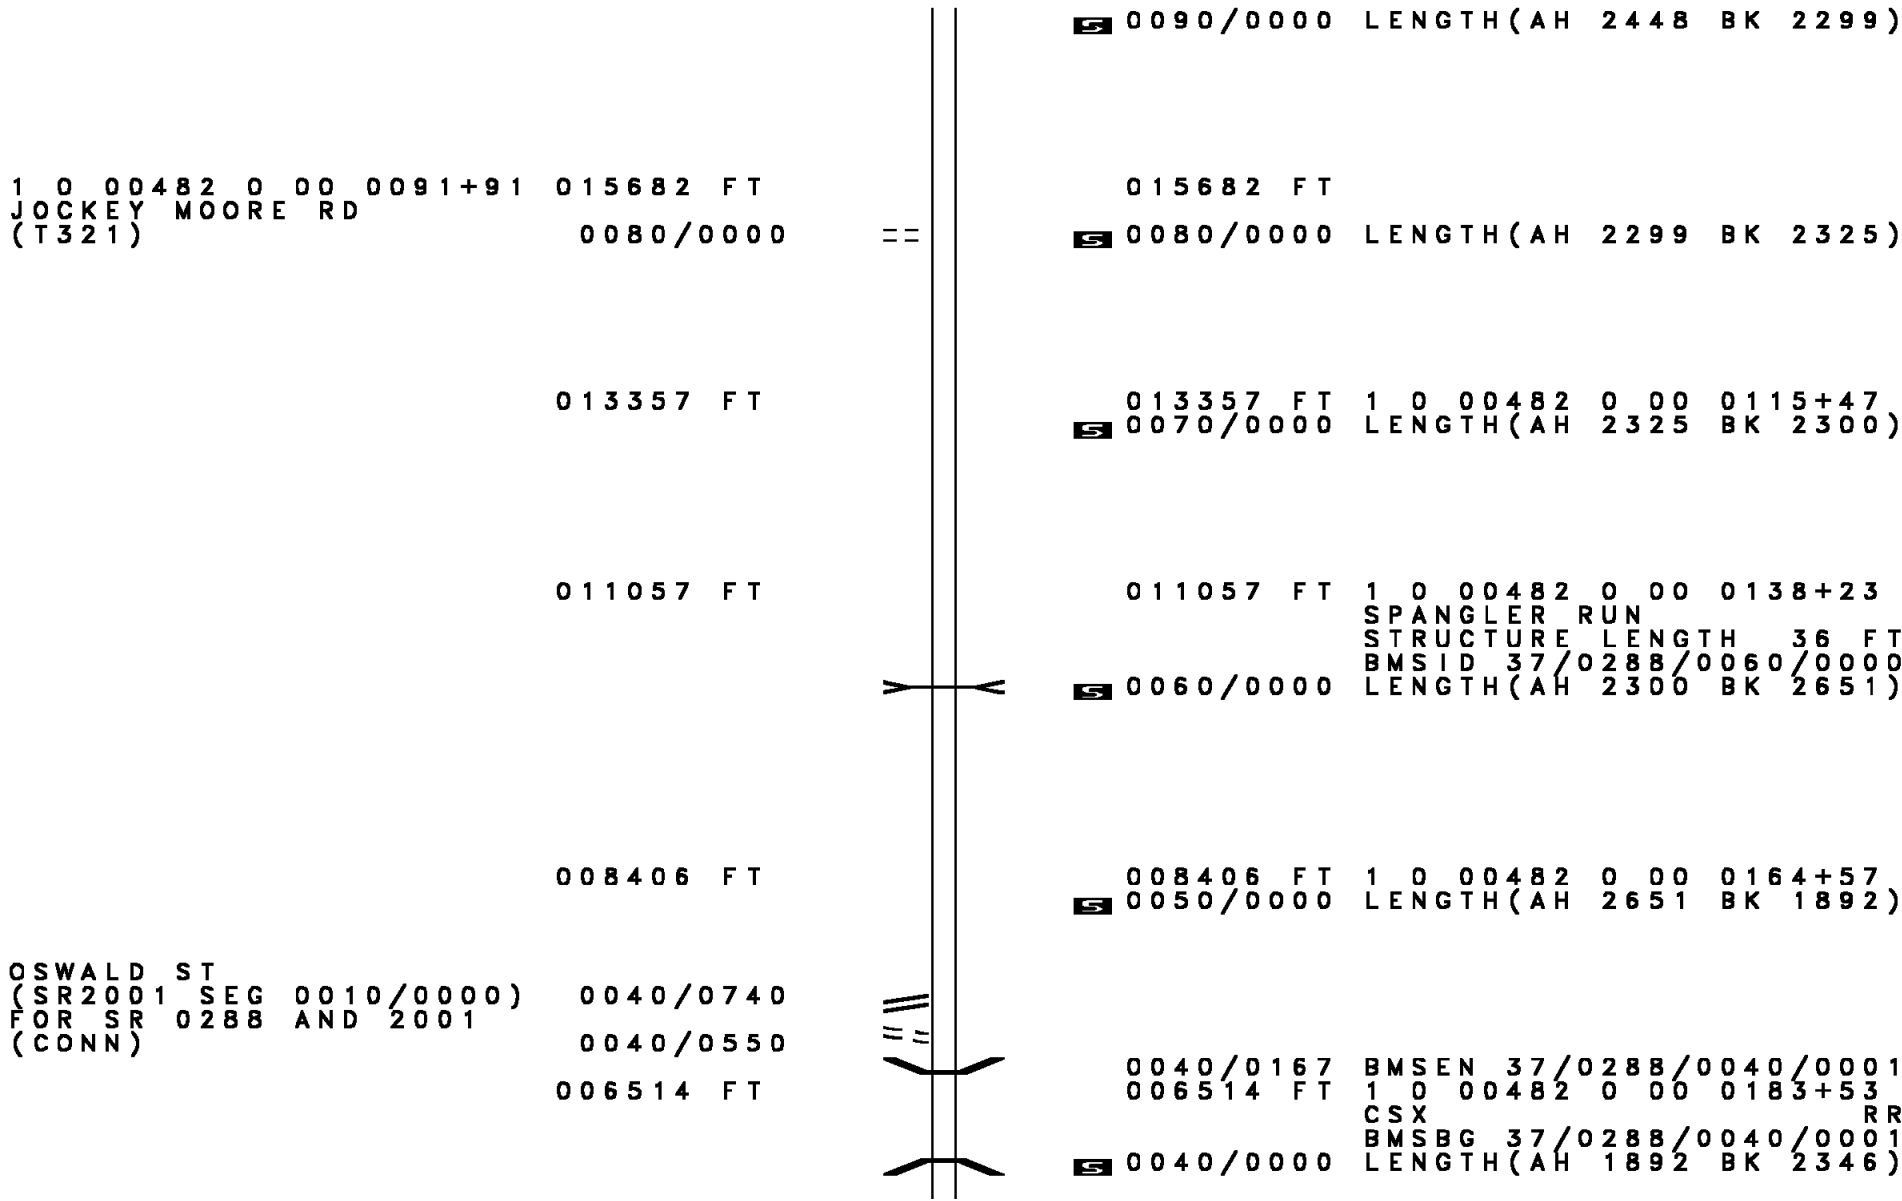 S 0090/0000 LENGTH(AH 2448 BK 2299)
1 0 00482 0 00 0091+91 015682 FT 015682 FT
JOCKEY MOORE RD
(T321) 0080/0000 S 0080/0000 LENGTH(AH 2299 BK 2325)
013357 FT 013357 FT 1 0 00482 0 00 0115+47
S 0070/0000 LENGTH(AH 2325 BK 2300)
011057 FT 011057 FT 1 0 00482 0 00 0138+23
SPANGLER RUN
STRUCTURE LENGTH 36 FT
BMSID 37/0288/0060/0000
S 0060/0000 LENGTH(AH 2300 BK 2651)
008406 FT 008406 FT 1 0 00482 0 00 0164+57
S 0050/0000 LENGTH(AH 2651 BK 1892)
OSWALD ST
(SR2001 SEG 0010/0000) 0040/0740
FOR SR 0288 AND 2001
(CONN) 0040/0550
0040/0167 BMSEN 37/0288/0040/0001
006514 FT 006514 FT 1 0 00482 0 00 0183+53
CSX RR
BMSBG 37/0288/0040/0001
S 0040/0000 LENGTH(AH 1892 BK 2346)